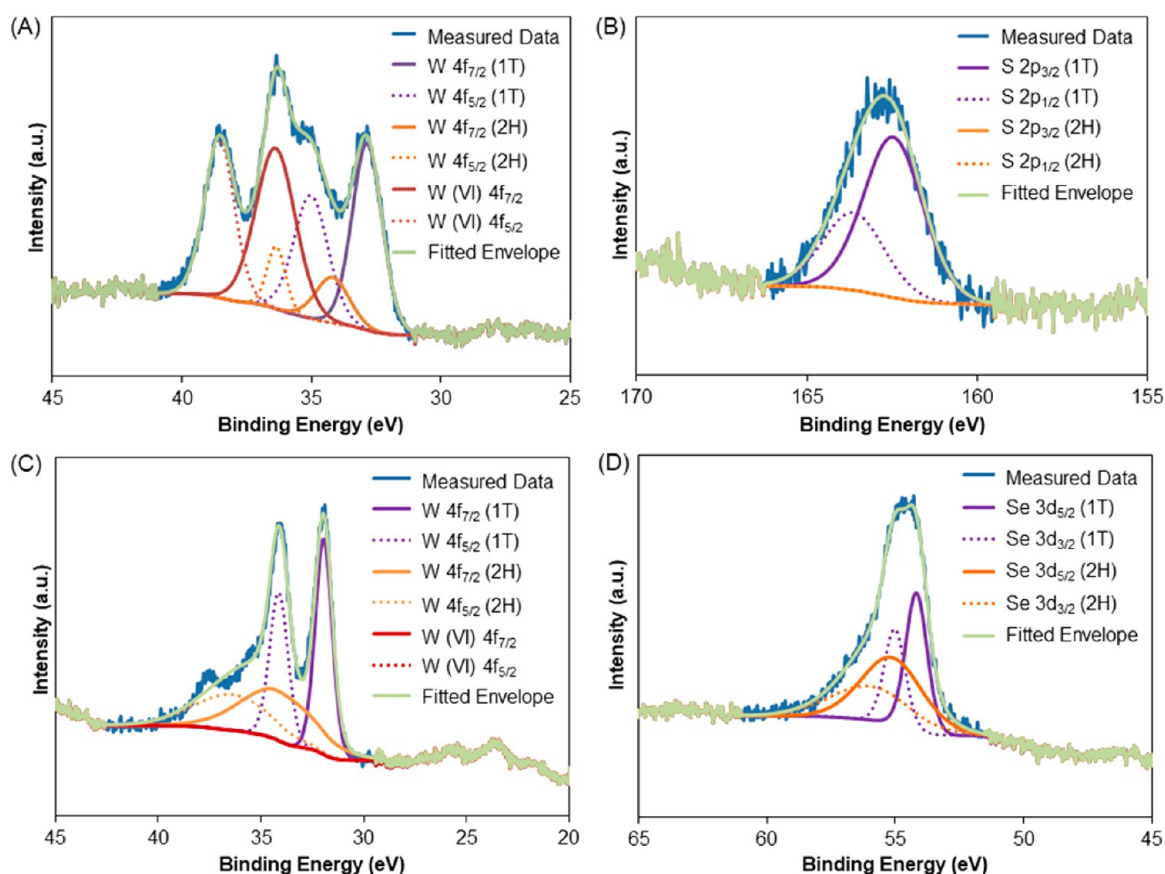 (A)
Measured Data
W 4f7/2 (1T)
W 4f5/2 (1T)
W 4f7/2 (2H)
W 4f5/2 (2H)
W (VI) 4f7/2
W (VI) 4f5/2
Fitted Envelope
Intensity (a.u.)
45 40 35 30 25
Binding Energy (eV)
(B)
Measured Data
S 2p3/2 (1T)
S 2p1/2 (1T)
S 2p3/2 (2H)
S 2p1/2 (2H)
Fitted Envelope
Intensity (a.u.)
170 165 160 155
Binding Energy (eV)
(C)
Measured Data
W 4f7/2 (1T)
W 4f5/2 (1T)
W 4f7/2 (2H)
W 4f5/2 (2H)
W (VI) 4f7/2
W (VI) 4f5/2
Fitted Envelope
Intensity (a.u.)
45 40 35 30 25 20
Binding Energy (eV)
(D)
Measured Data
Se 3d5/2 (1T)
Se 3d3/2 (1T)
Se 3d5/2 (2H)
Se 3d3/2 (2H)
Fitted Envelope
Intensity (a.u.)
65 60 55 50 45
Binding Energy (eV)